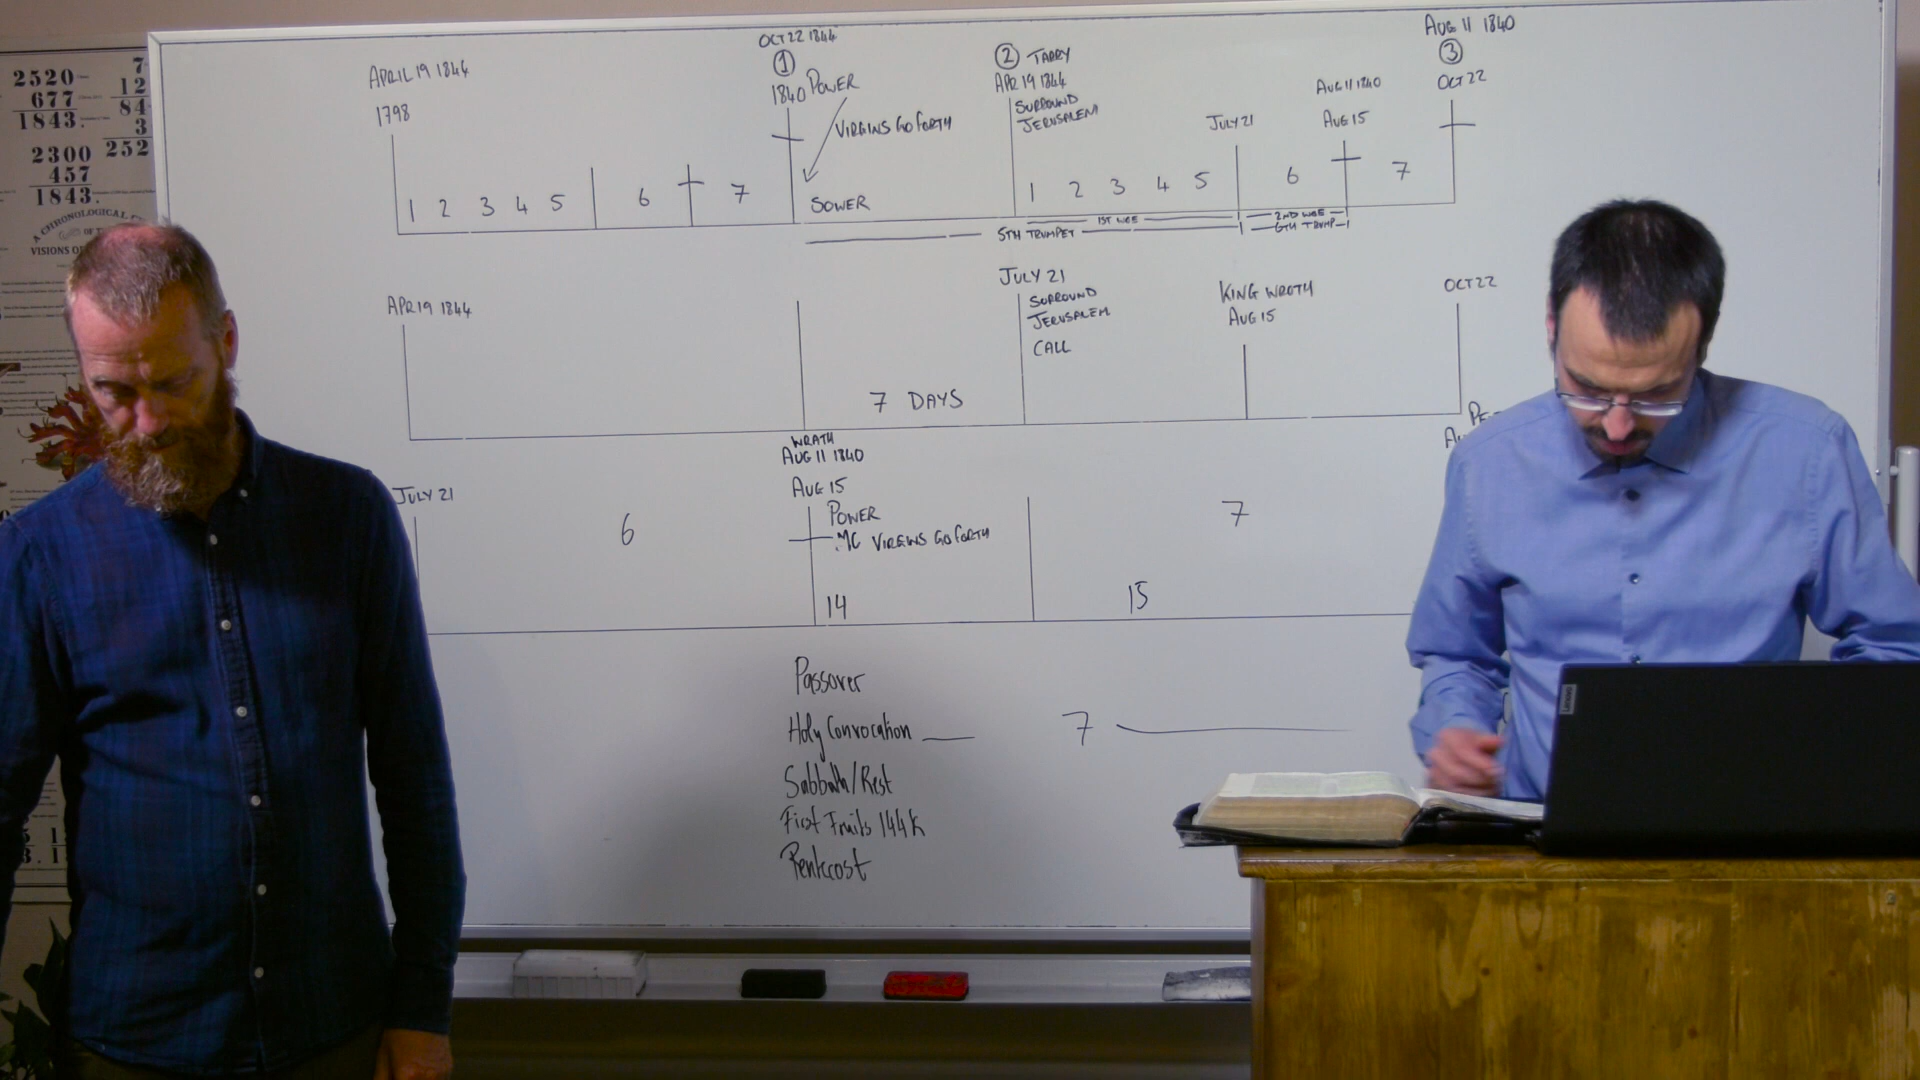 2520
677
1843.
7
12
84
3
252
2300
457
1843.
A CHRONOLOGICAL
OF
VISIONS OF
APRIL 19 1844
1798
1 2 3 4 5 6 7
OCT 22 1844
①
1840 POWER
VIRGINS GO FORTH
SOWER
② TARRY
APR 19 1844
SURROUND
JERUSALEM
1 2 3 4 5 6 7
JULY 21
AUG 11 1840
AUG 15
AUG 11 1840
③
OCT 22
1ST WOE
5TH TRUMPET
2ND WOE
6TH TRUMP
APR 19 1844
7 DAYS
JULY 21
SURROUND
JERUSALEM
CALL
KING WROTH
AUG 15
OCT 22
WRATH
AUG 11 1840
AUG 15
JULY 21
6
POWER
MC VIRGINS GO FORTH
14
7
15
Passover
Holy Convocation — 7
Sabbath/Rest
First Fruits 144K
Pentecost
Lenovo